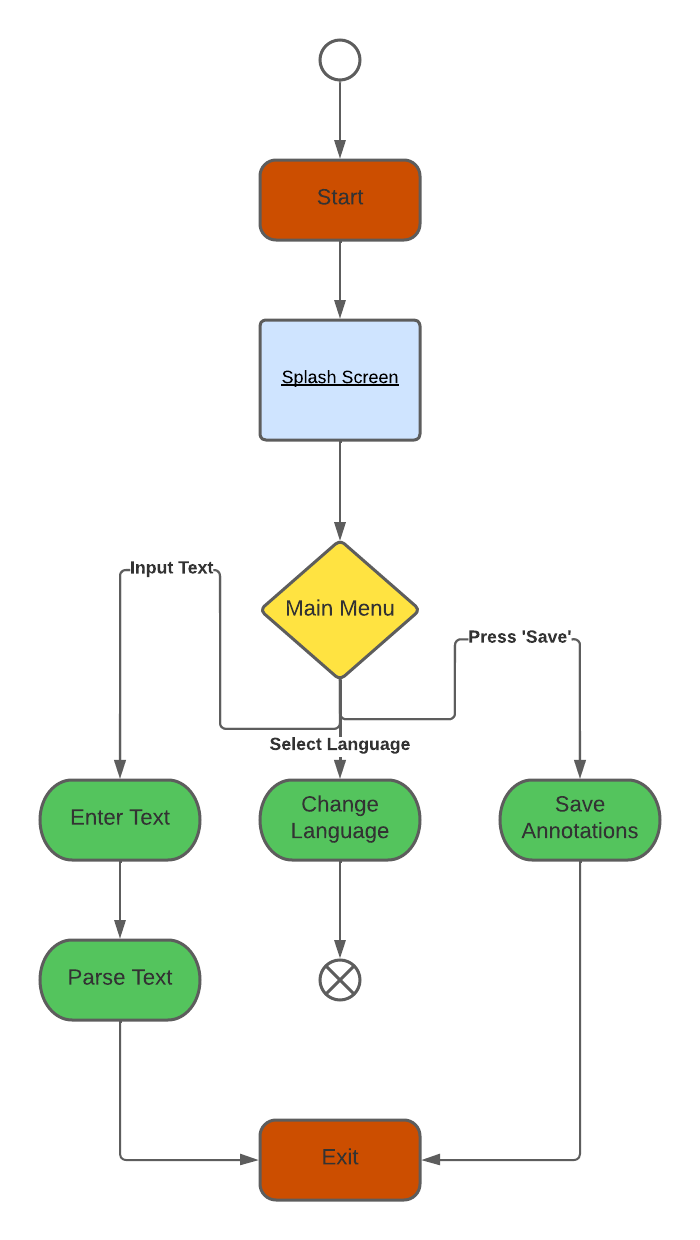 Start
Splash Screen
Main Menu
Input Text
Press 'Save'
Select Language
Enter Text
Change
Language
Save
Annotations
Parse Text
Exit